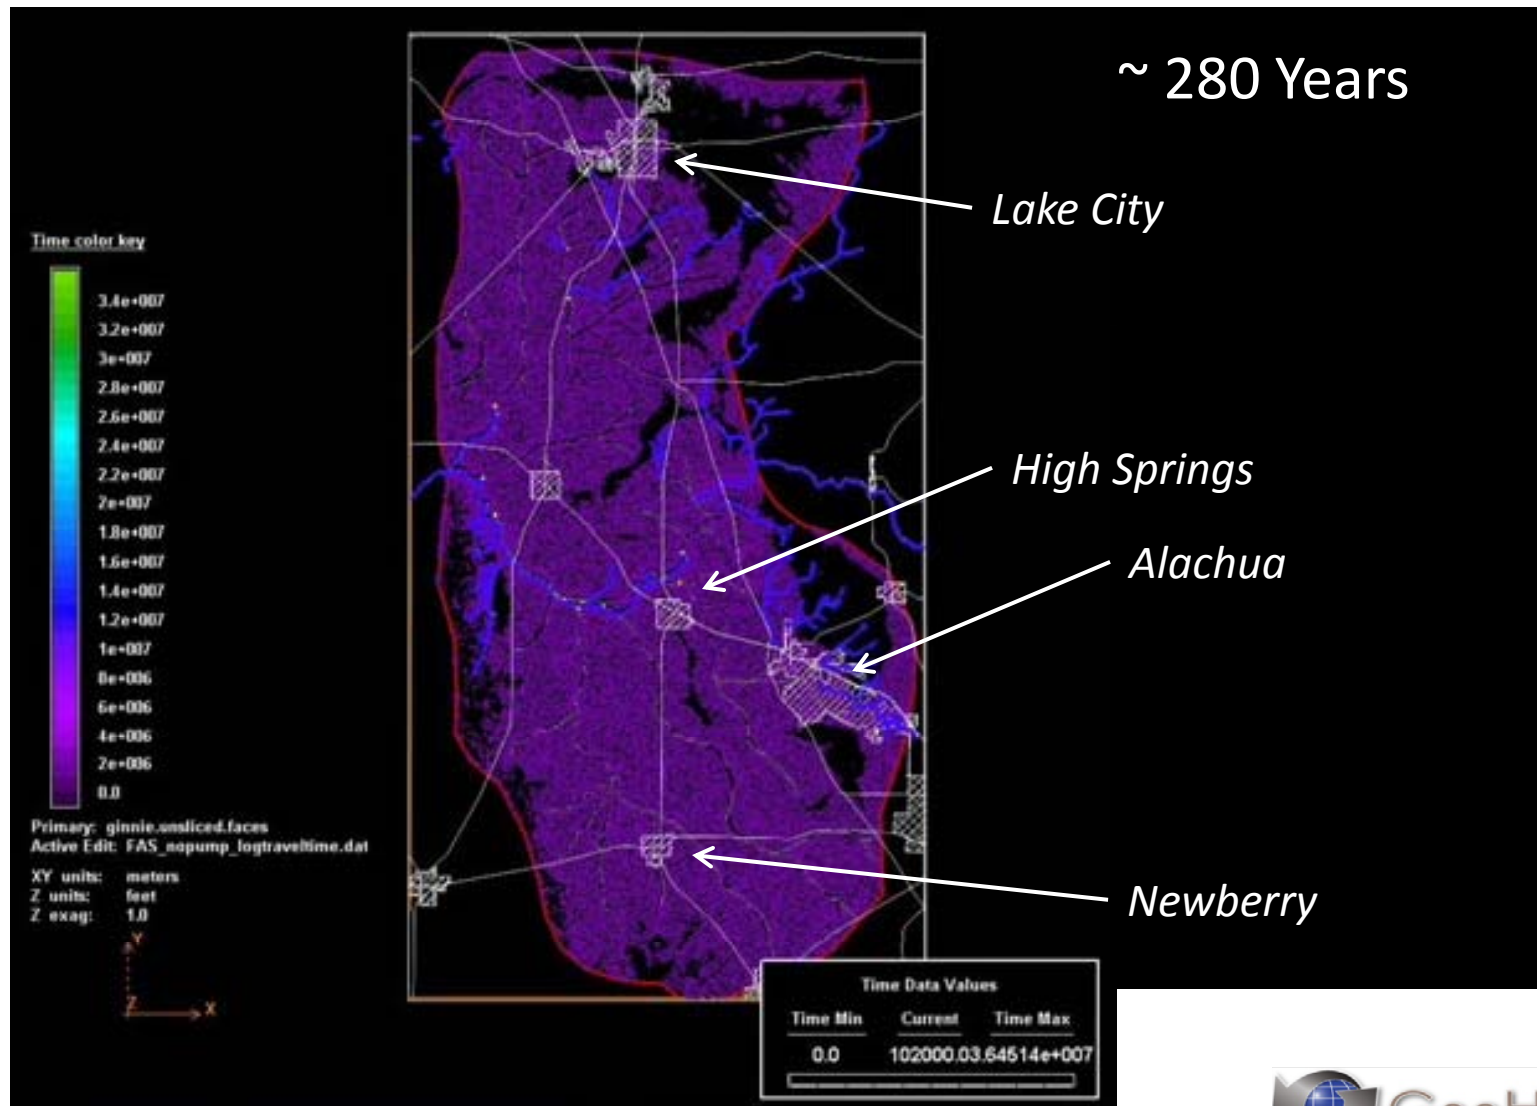 ~ 280 Years
Lake City
High Springs
Alachua
Newberry
Time color key
3.4e+007
3.2e+007
3e+007
2.8e+007
2.6e+007
2.4e+007
2.2e+007
2e+007
1.8e+007
1.6e+007
1.4e+007
1.2e+007
1e+007
8e+006
6e+006
4e+006
2e+006
0.0
Primary: ginnie.unsliced.faces
Active Edit: FAS_nopump_logtraveltime.dat
XY units: meters
Z units: feet
Z exag: 1.0
Y
Z
X
Time Data Values
Time Min Current Time Max
0.0 102000.03.64514e+007